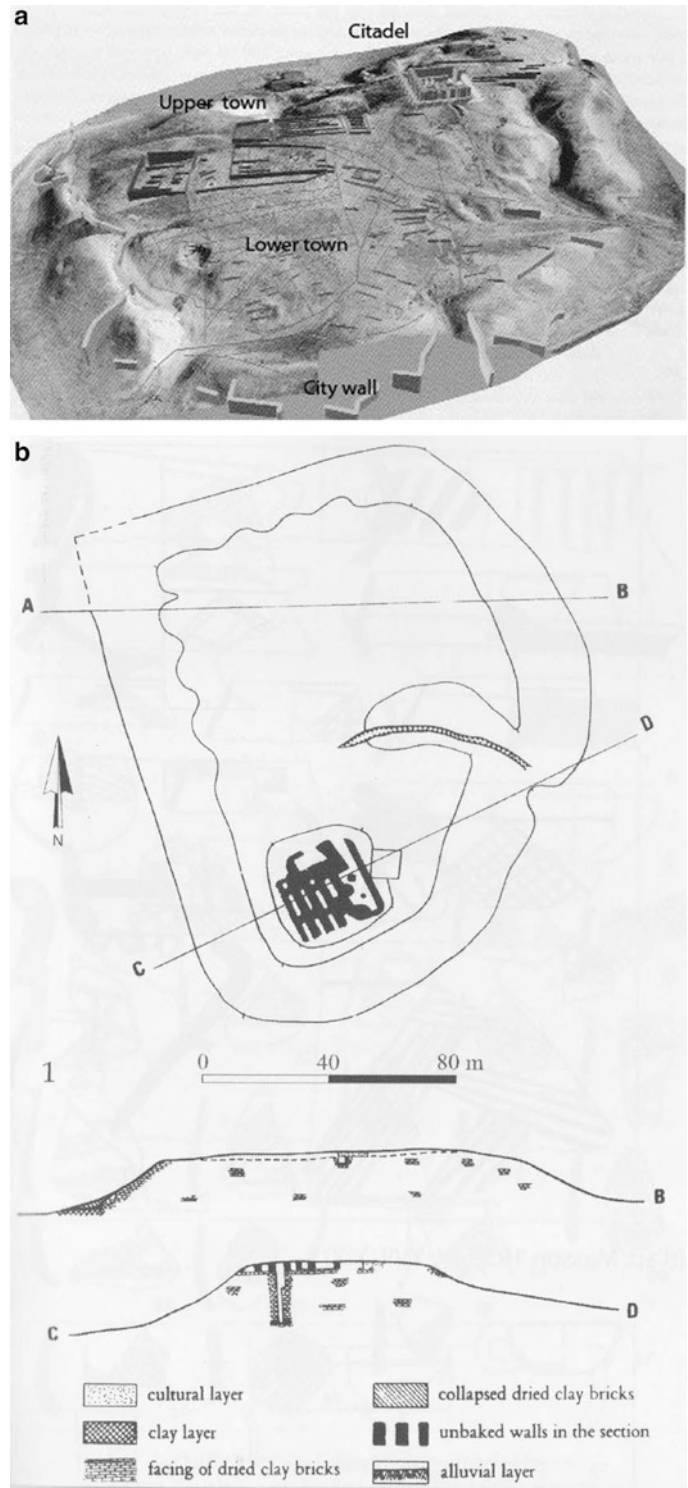 a
Citadel
Upper town
Lower town
City wall
b
A
B
D
N
C
1
0 40 80 m
B
C
D
cultural layer
collapsed dried clay bricks
clay layer
unbaked walls in the section
facing of dried clay bricks
alluvial layer